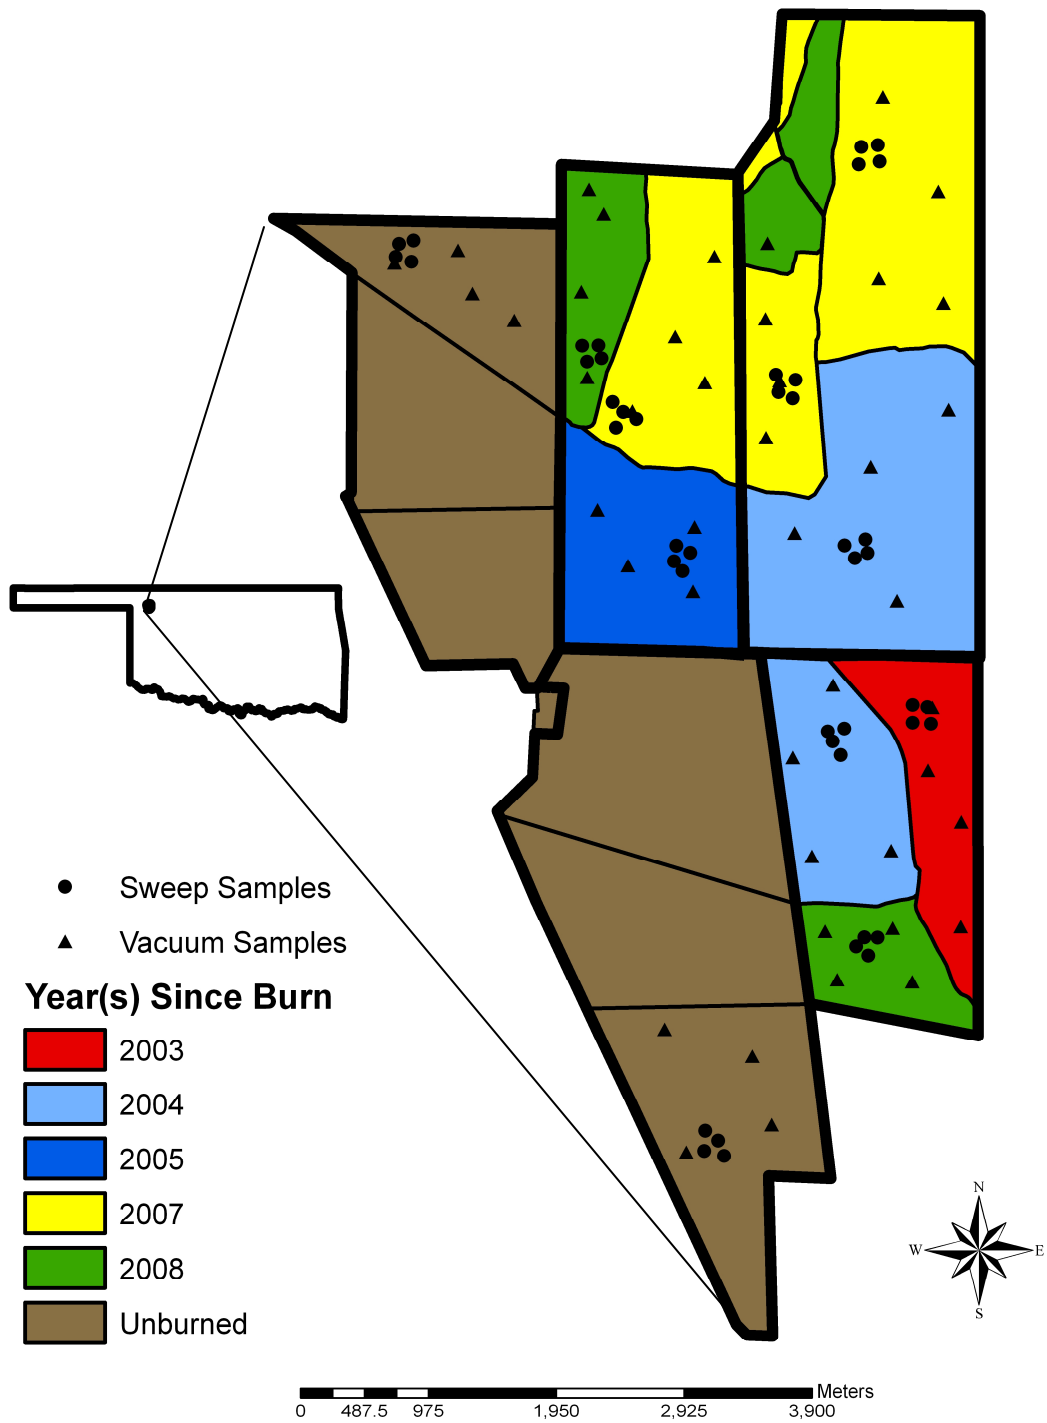 Sweep Samples
Vacuum Samples
Year(s) Since Burn
2003
2004
2005
2007
2008
Unburned
N
W E
S
Meters
0 487.5 975 1,950 2,925 3,900